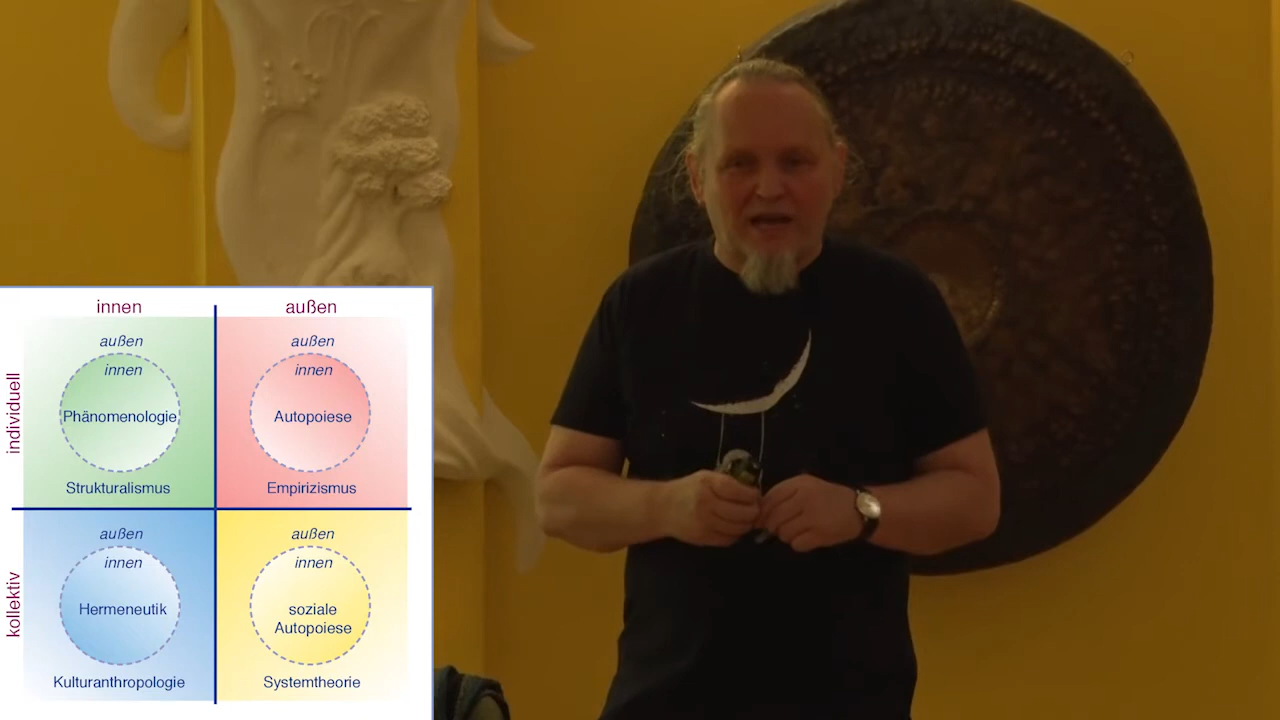 innen
außen
individuell
außen
innen
Phänomenologie
Strukturalismus
außen
innen
Autopoiese
Empirizismus
kollektiv
außen
innen
Hermeneutik
Kulturanthropologie
außen
innen
soziale
Autopoiese
Systemtheorie